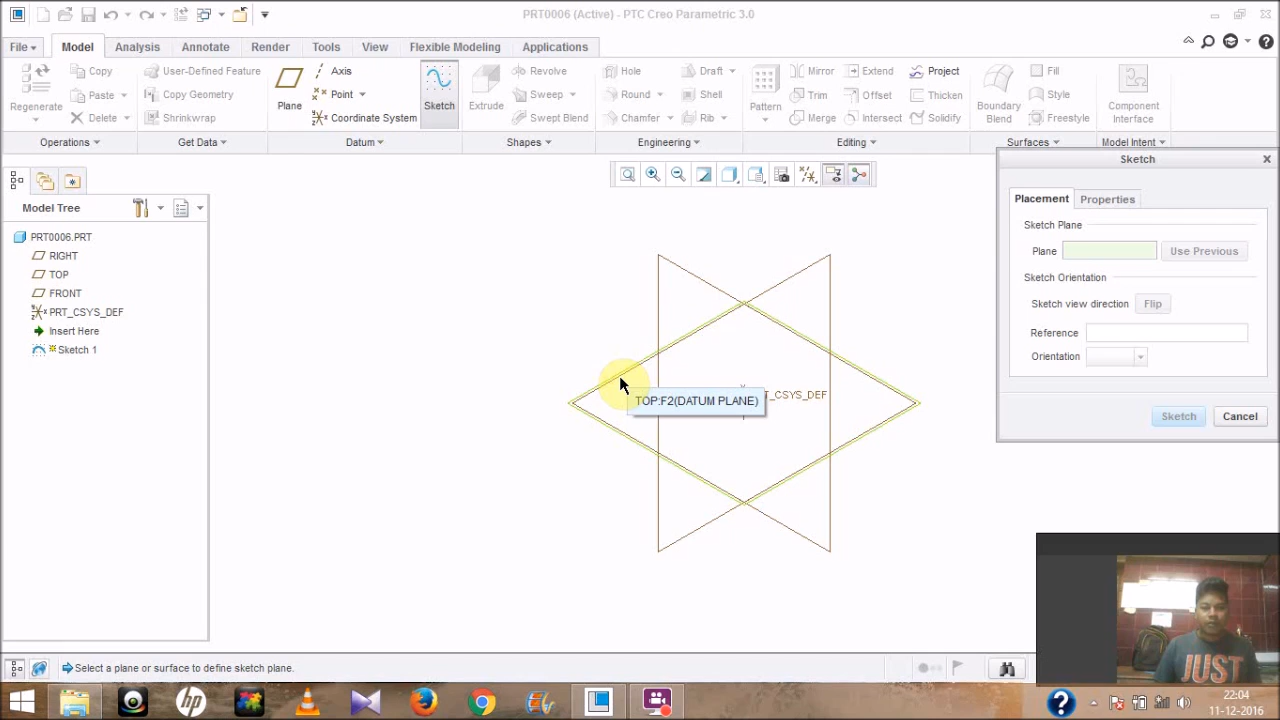 PRT0006 (Active) - PTC Creo Parametric 3.0
File Model Analysis Annotate Render Tools View Flexible Modeling Applications
Regenerate
Copy
Paste
Delete
Operations
User-Defined Feature
Copy Geometry
Shrinkwrap
Get Data
Plane
Axis
Point
Coordinate System
Datum
Sketch
Extrude
Revolve
Sweep
Swept Blend
Shapes
Hole
Round
Chamfer
Draft
Shell
Rib
Engineering
Pattern
Mirror
Trim
Merge
Extend
Offset
Intersect
Project
Thicken
Solidify
Editing
Boundary Blend
Fill
Style
Freestyle
Surfaces
Component Interface
Model Intent
Model Tree
PRT0006.PRT
RIGHT
TOP
FRONT
PRT_CSYS_DEF
Insert Here
Sketch 1
TOP:F2(DATUM PLANE)
T_CSYS_DEF
Sketch
Placement Properties
Sketch Plane
Plane Use Previous
Sketch Orientation
Sketch view direction Flip
Reference
Orientation
Sketch Cancel
JUST
Select a plane or surface to define sketch plane.
hp
22:04
11-12-2016